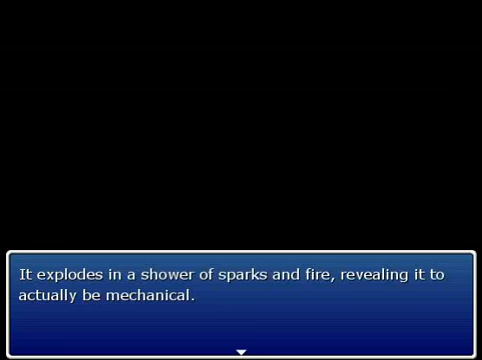 It explodes in a shower of sparks and fire, revealing it to
actually be mechanical.